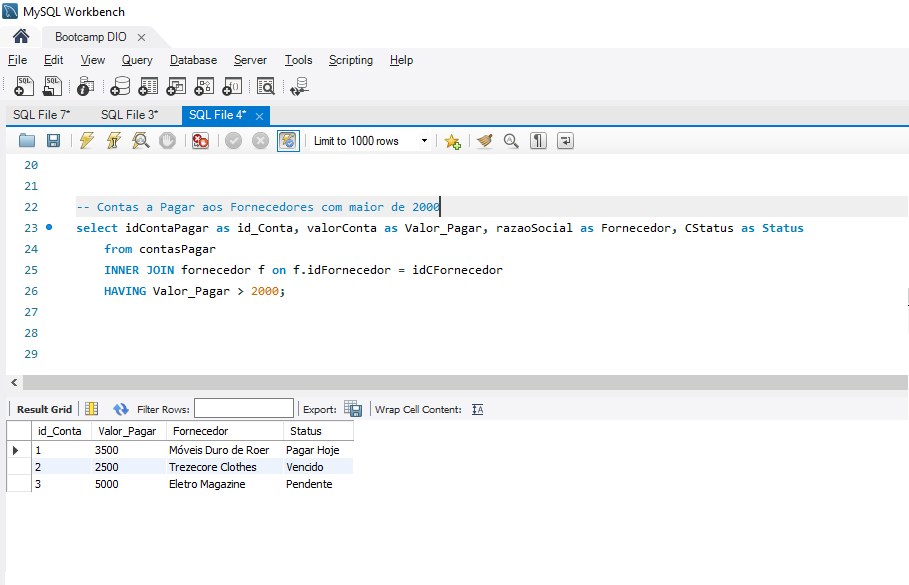 MySQL Workbench
Bootcamp DIO
File Edit View Query Database Server Tools Scripting Help
SQL SQL
SQL File 7* SQL File 3* SQL File 4*
Limit to 1000 rows
20
21
22 -- Contas a Pagar aos Fornecedores com maior de 2000
23 select idContaPagar as id_Conta, valorConta as Valor_Pagar, razaoSocial as Fornecedor, CStatus as Status
24 from contasPagar
25 INNER JOIN fornecedor f on f.idFornecedor = idCFornecedor
26 HAVING Valor_Pagar > 2000;
27
28
29
Result Grid Filter Rows: Export: Wrap Cell Content: IA
id_Conta Valor_Pagar Fornecedor Status
1 3500 Móveis Duro de Roer Pagar Hoje
2 2500 Trezecore Clothes Vencido
3 5000 Eletro Magazine Pendente